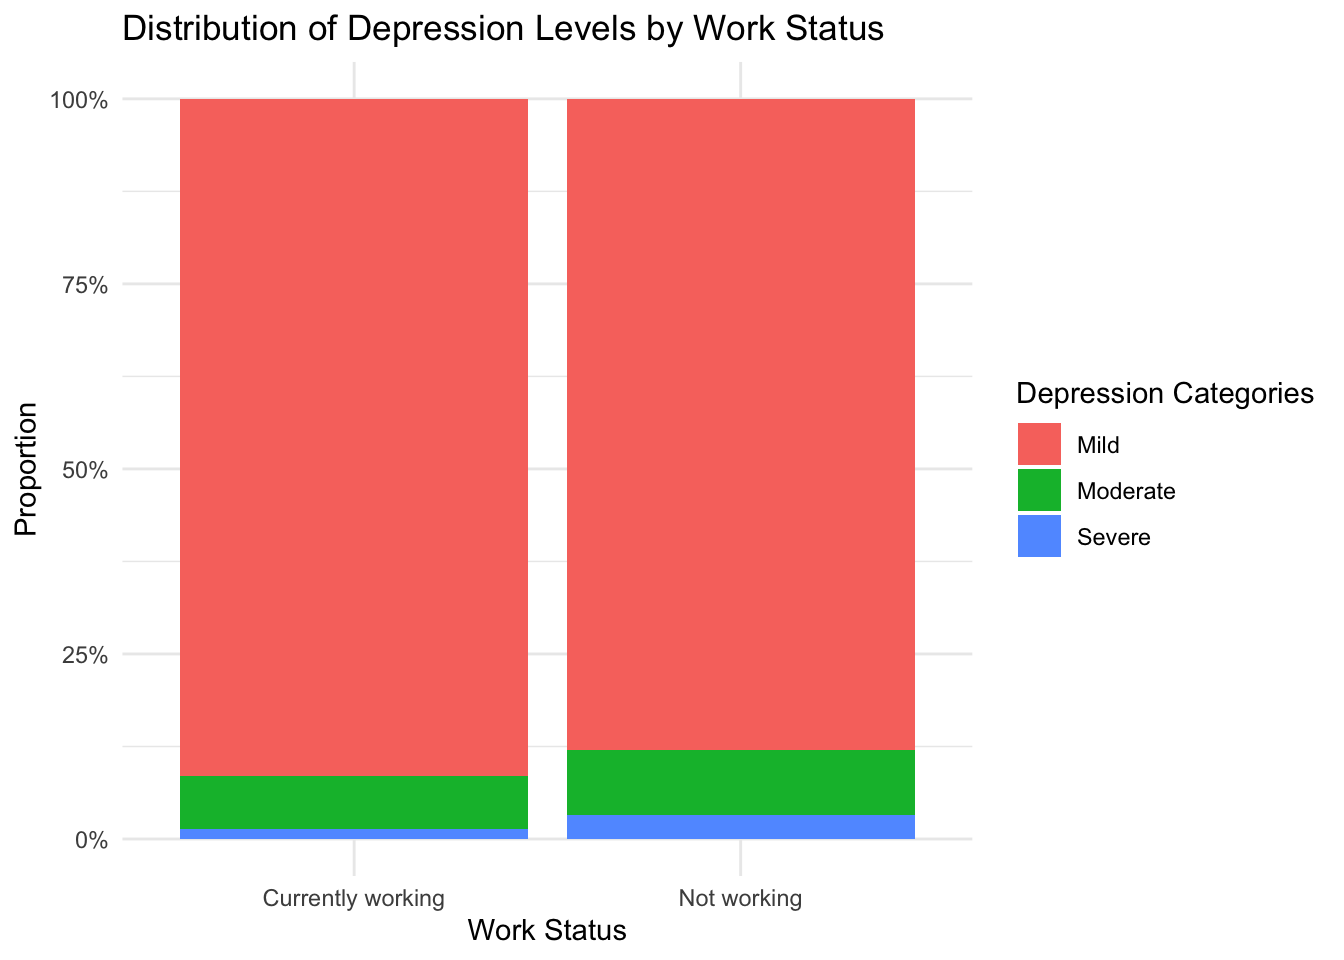 Distribution of Depression Levels by Work Status
100%
75%
50%
25%
0%
Proportion
Currently working
Not working
Work Status
Depression Categories
Mild
Moderate
Severe